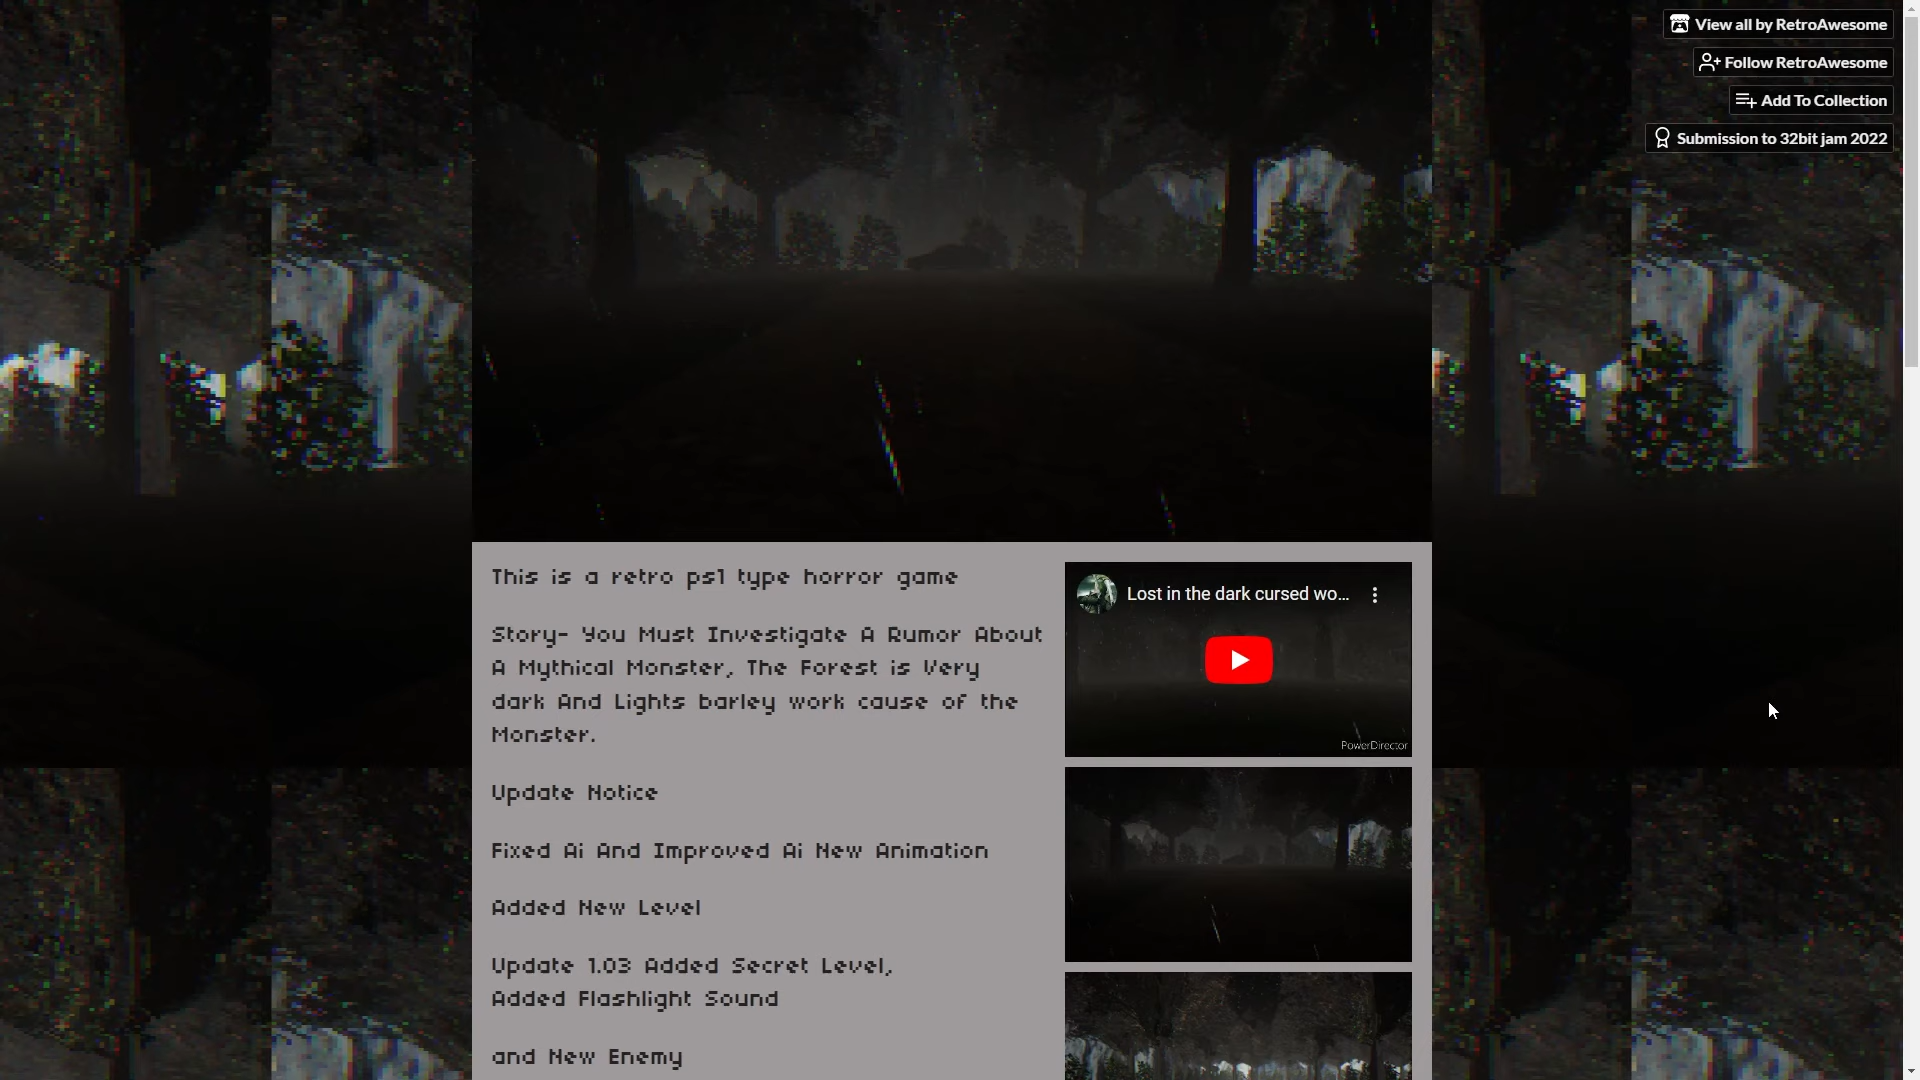 View all by RetroAwesome
Follow RetroAwesome
Add To Collection
Submission to 32bit jam 2022
This is a retro ps1 type horror game
Story- You Must Investigate A Rumor About
A Mythical Monster, The Forest is Very
dark And Lights barley work cause of the
Monster.
Update Notice
Fixed Ai And Improved Ai New Animation
Added New Level
Update 1.03 Added Secret Level,
Added Flashlight Sound
and New Enemy
Lost in the dark cursed wo...
PowerDirector